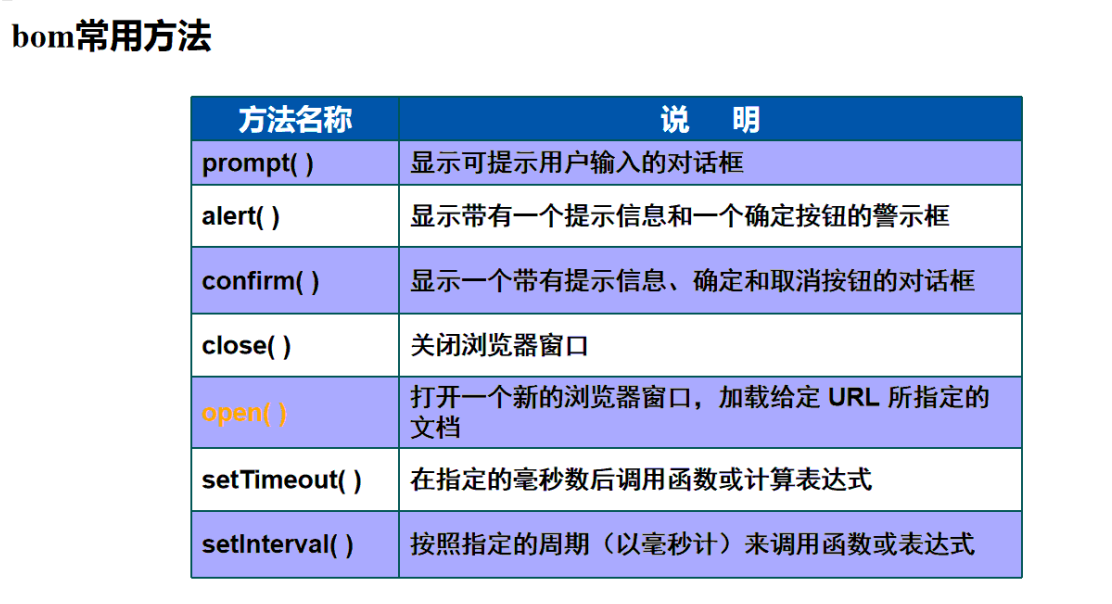 bom常用方法
方法名称 说 明
prompt( ) 显示可提示用户输入的对话框
alert( ) 显示带有一个提示信息和一个确定按钮的警示框
confirm( ) 显示一个带有提示信息、确定和取消按钮的对话框
close( ) 关闭浏览器窗口
open( ) 打开一个新的浏览器窗口，加载给定 URL 所指定的
文档
setTimeout( ) 在指定的毫秒数后调用函数或计算表达式
setInterval( ) 按照指定的周期（以毫秒计）来调用函数或表达式